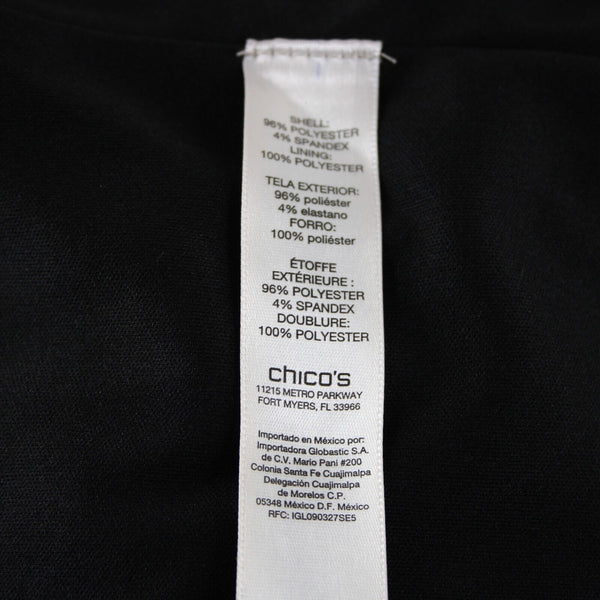 SHELL:
96% POLYESTER
4% SPANDEX
LINING:
100% POLYESTER
TELA EXTERIOR:
96% poliéster
4% elastano
FORRO:
100% poliéster
ÉTOFFE
EXTÉRIEURE :
96% POLYESTER
4% SPANDEX
DOUBLURE:
100% POLYESTER
chico's
11215 METRO PARKWAY
FORT MYERS, FL 33966
Importado en México por:
Importadora Globastic S.A.
de C.V. Mario Pani #200
Colonia Santa Fe Cuajimalpa
Delegación Cuajimalpa
de Morelos C.P.
05348 México D.F. México
RFC: IGL090327SE5